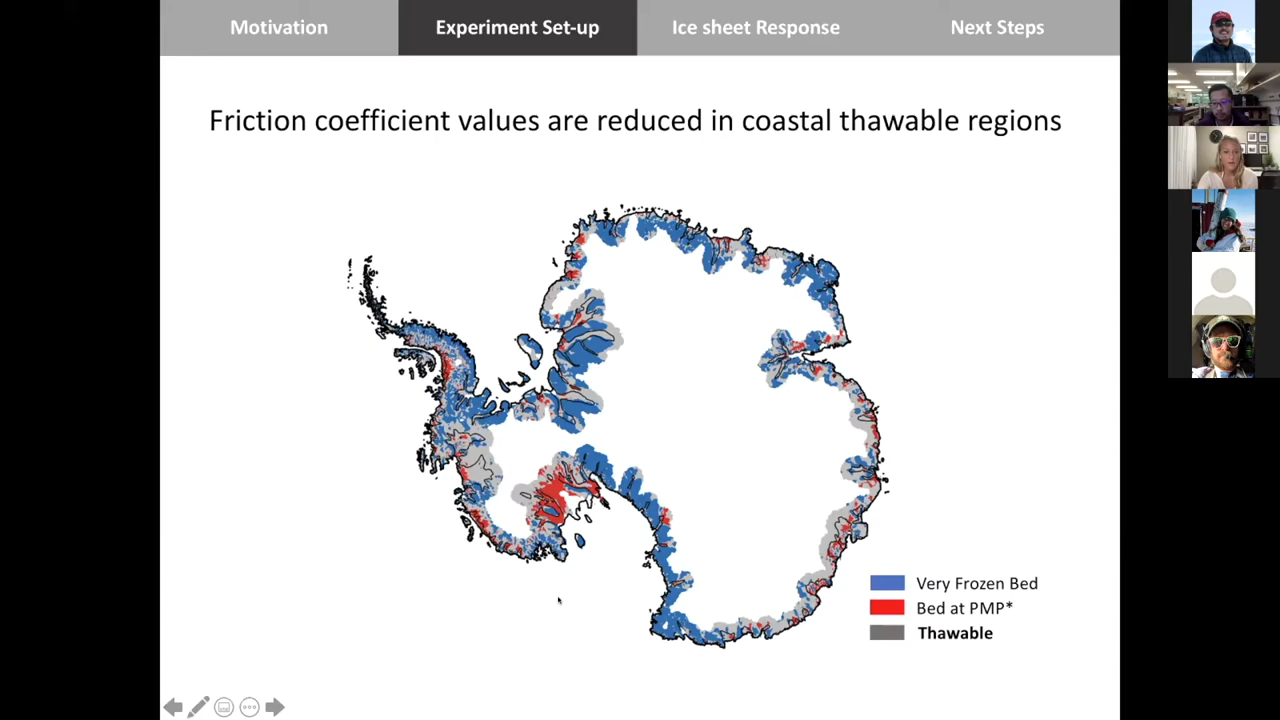 Motivation
Experiment Set-up
Ice sheet Response
Next Steps
Friction coefficient values are reduced in coastal thawable regions
Very Frozen Bed
Bed at PMP*
Thawable